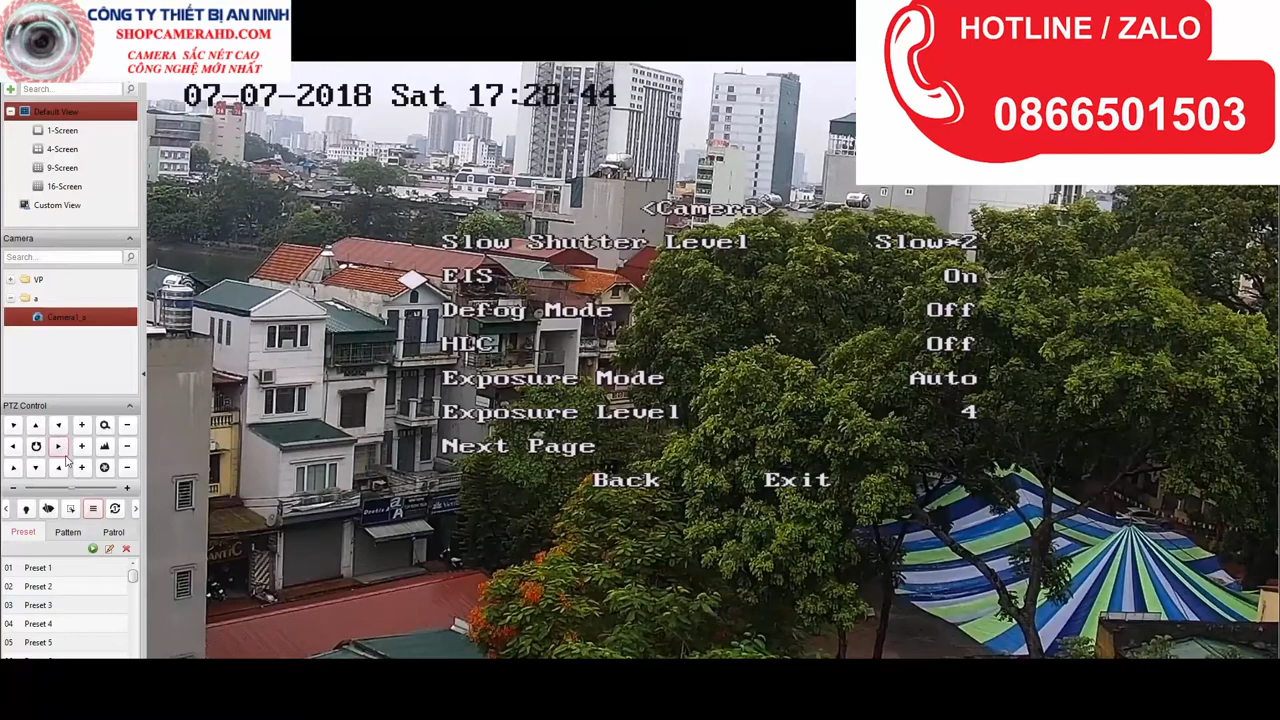 CÔNG TY THIẾT BỊ AN NINH
SHOPCAMERAHD.COM
CAMERA SẮC NÉT CAO
CÔNG NGHỆ MỚI NHẤT
HOTLINE / ZALO
0866501503
Search...
Default View
1-Screen
4-Screen
9-Screen
16-Screen
Custom View
Camera
Search...
VP
a
Camera1_a
PTZ Control
Preset
Pattern
Patrol
01 Preset 1
02 Preset 2
03 Preset 3
04 Preset 4
05 Preset 5
07-07-2018 Sat 17:28:44
<Camera>
Slow Shutter Level Slow*2
EIS On
Defog Mode Off
HLC Off
Exposure Mode Auto
Exposure Level 4
Next Page
Back Exit